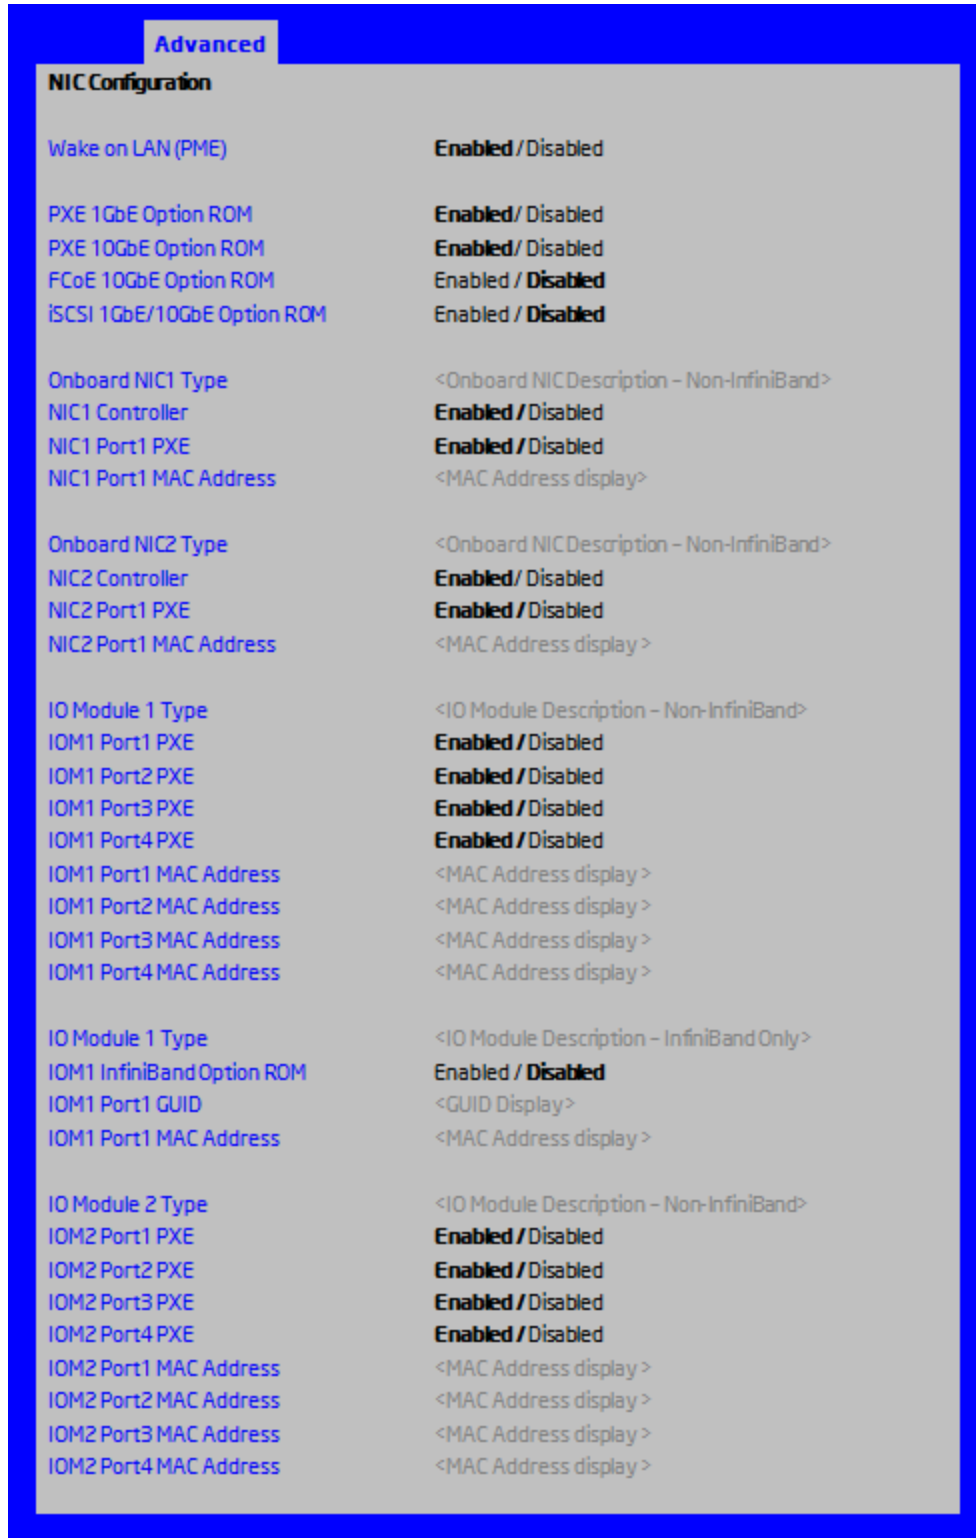 Advanced
NIC Configuration
Wake on LAN (PME) Enabled / Disabled
PXE 1GbE Option ROM Enabled / Disabled
PXE 10GbE Option ROM Enabled / Disabled
FCoE 10GbE Option ROM Enabled / Disabled
iSCSI 1GbE/10GbE Option ROM Enabled / Disabled
Onboard NIC1 Type <Onboard NIC Description – Non-InfiniBand>
NIC1 Controller Enabled / Disabled
NIC1 Port1 PXE Enabled / Disabled
NIC1 Port1 MAC Address <MAC Address display>
Onboard NIC2 Type <Onboard NIC Description – Non-InfiniBand>
NIC2 Controller Enabled / Disabled
NIC2 Port1 PXE Enabled / Disabled
NIC2 Port1 MAC Address <MAC Address display >
IO Module 1 Type <IO Module Description – Non-InfiniBand>
IOM1 Port1 PXE Enabled / Disabled
IOM1 Port2 PXE Enabled / Disabled
IOM1 Port3 PXE Enabled / Disabled
IOM1 Port4 PXE Enabled / Disabled
IOM1 Port1 MAC Address <MAC Address display >
IOM1 Port2 MAC Address <MAC Address display >
IOM1 Port3 MAC Address <MAC Address display >
IOM1 Port4 MAC Address <MAC Address display >
IO Module 1 Type <IO Module Description – InfiniBand Only>
IOM1 InfiniBand Option ROM Enabled / Disabled
IOM1 Port1 GUID <GUID Display>
IOM1 Port1 MAC Address <MAC Address display >
IO Module 2 Type <IO Module Description – Non-InfiniBand>
IOM2 Port1 PXE Enabled / Disabled
IOM2 Port2 PXE Enabled / Disabled
IOM2 Port3 PXE Enabled / Disabled
IOM2 Port4 PXE Enabled / Disabled
IOM2 Port1 MAC Address <MAC Address display >
IOM2 Port2 MAC Address <MAC Address display >
IOM2 Port3 MAC Address <MAC Address display >
IOM2 Port4 MAC Address <MAC Address display >